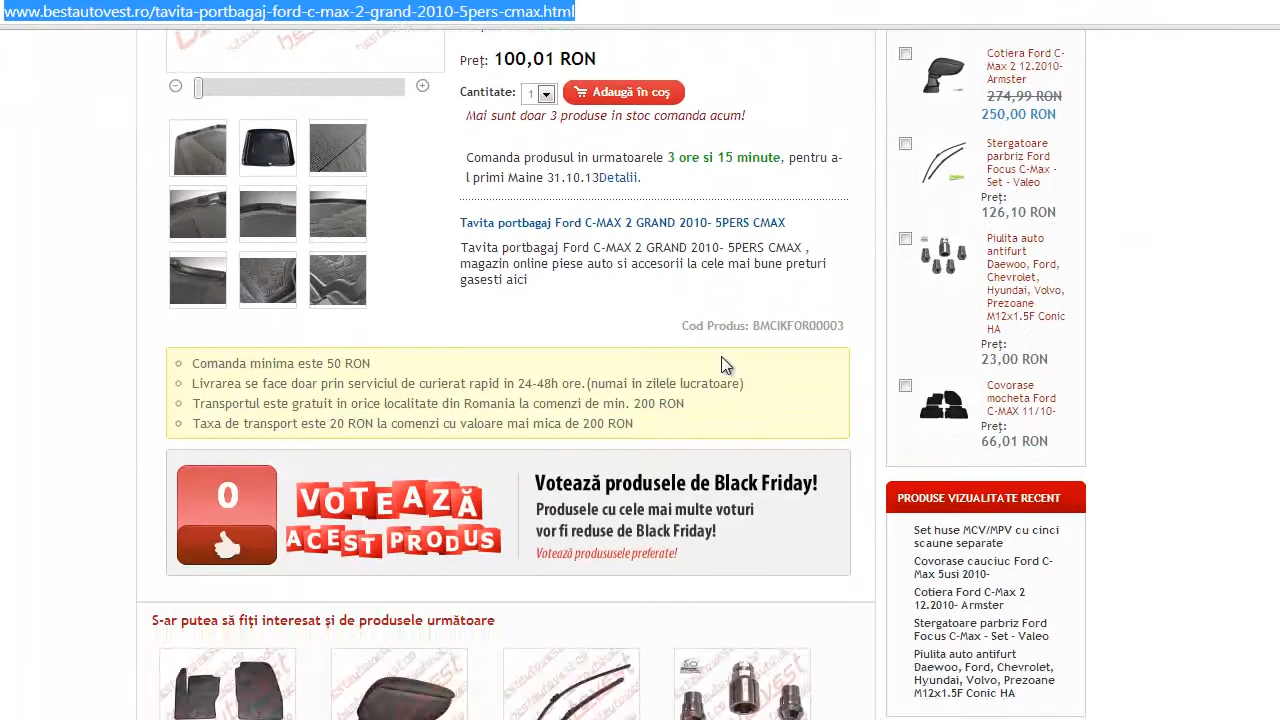 www.bestautovest.ro/tavita-portbagaj-ford-c-max-2-grand-2010-5pers-cmax.html
Preţ: 100,01 RON
Cantitate: 1 Adaugă în coş
Mai sunt doar 3 produse in stoc comanda acum!
Comanda produsul in urmatoarele 3 ore si 15 minute, pentru a-
l primi Maine 31.10.13Detalii.
Tavita portbagaj Ford C-MAX 2 GRAND 2010- 5PERS CMAX
Tavita portbagaj Ford C-MAX 2 GRAND 2010- 5PERS CMAX ,
magazin online piese auto si accesorii la cele mai bune preturi
gasesti aici
Cod Produs: BMCIKFOR00003
Comanda minima este 50 RON
Livrarea se face doar prin serviciul de curierat rapid in 24-48h ore.(numai in zilele lucratoare)
Transportul este gratuit in orice localitate din Romania la comenzi de min. 200 RON
Taxa de transport este 20 RON la comenzi cu valoare mai mica de 200 RON
0
VOTEAZĂ
ACEST PRODUS
Votează produsele de Black Friday!
Produsele cu cele mai multe voturi
vor fi reduse de Black Friday!
Votează prodususele preferate!
S-ar putea să fiţi interesat şi de produsele următoare
Cotiera Ford C-
Max 2 12.2010-
Armster
274,99 RON
250,00 RON
Stergatoare
parbriz Ford
Focus C-Max -
Set - Valeo
Preţ:
126,10 RON
Piulita auto
antifurt
Daewoo, Ford,
Chevrolet,
Hyundai, Volvo,
Prezoane
M12x1.5F Conic
HA
Preţ:
23,00 RON
Covorase
mocheta Ford
C-MAX 11/10-
Preţ:
66,01 RON
PRODUSE VIZUALITATE RECENT
Set huse MCV/MPV cu cinci
scaune separate
Covorase cauciuc Ford C-
Max 5usi 2010-
Cotiera Ford C-Max 2
12.2010- Armster
Stergatoare parbriz Ford
Focus C-Max - Set - Valeo
Piulita auto antifurt
Daewoo, Ford, Chevrolet,
Hyundai, Volvo, Prezoane
M12x1.5F Conic HA